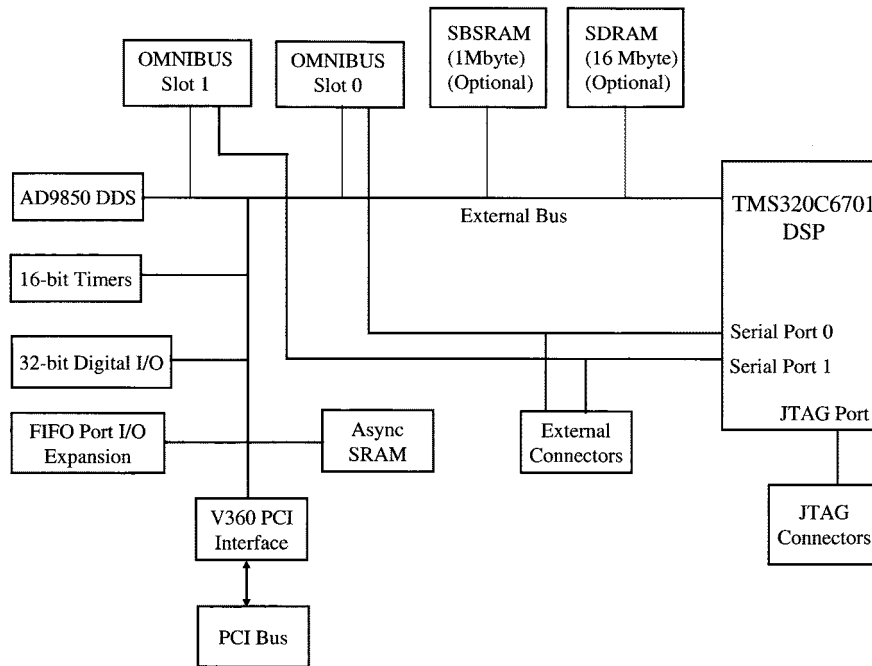 OMNIBUS
Slot 1
OMNIBUS
Slot 0
SBSRAM
(1Mbyte)
(Optional)
SDRAM
(16 Mbyte)
(Optional)
AD9850 DDS
External Bus
TMS320C6701
DSP
16-bit Timers
32-bit Digital I/O
Serial Port 0
Serial Port 1
JTAG Port
FIFO Port I/O
Expansion
Async
SRAM
External
Connectors
V360 PCI
Interface
JTAG
Connectors
PCI Bus